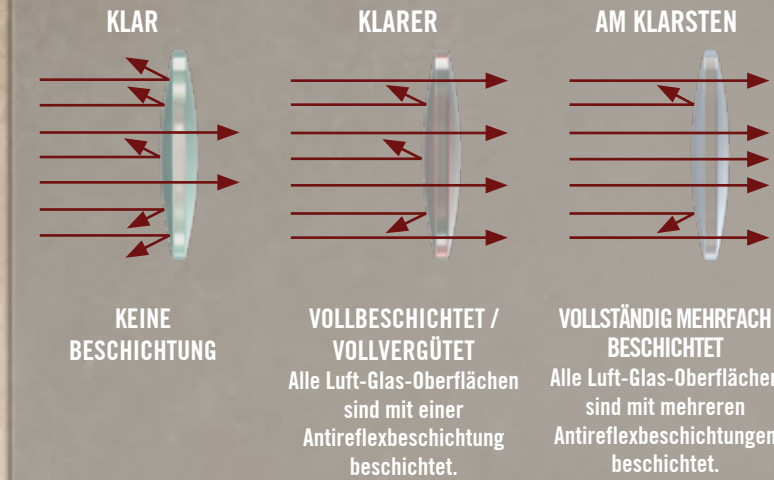 KLAR
KEINE
BESCHICHTUNG
KLARER
VOLLBESCHICHTET /
VOLLVERGÜTET
Alle Luft-Glas-Oberflächen
sind mit einer
Antireflexbeschichtung
beschichtet.
AM KLARSTEN
VOLLSTÄNDIG MEHRFACH
BESCHICHTET
Alle Luft-Glas-Oberflächen
sind mit mehreren
Antireflexbeschichtungen
beschichtet.